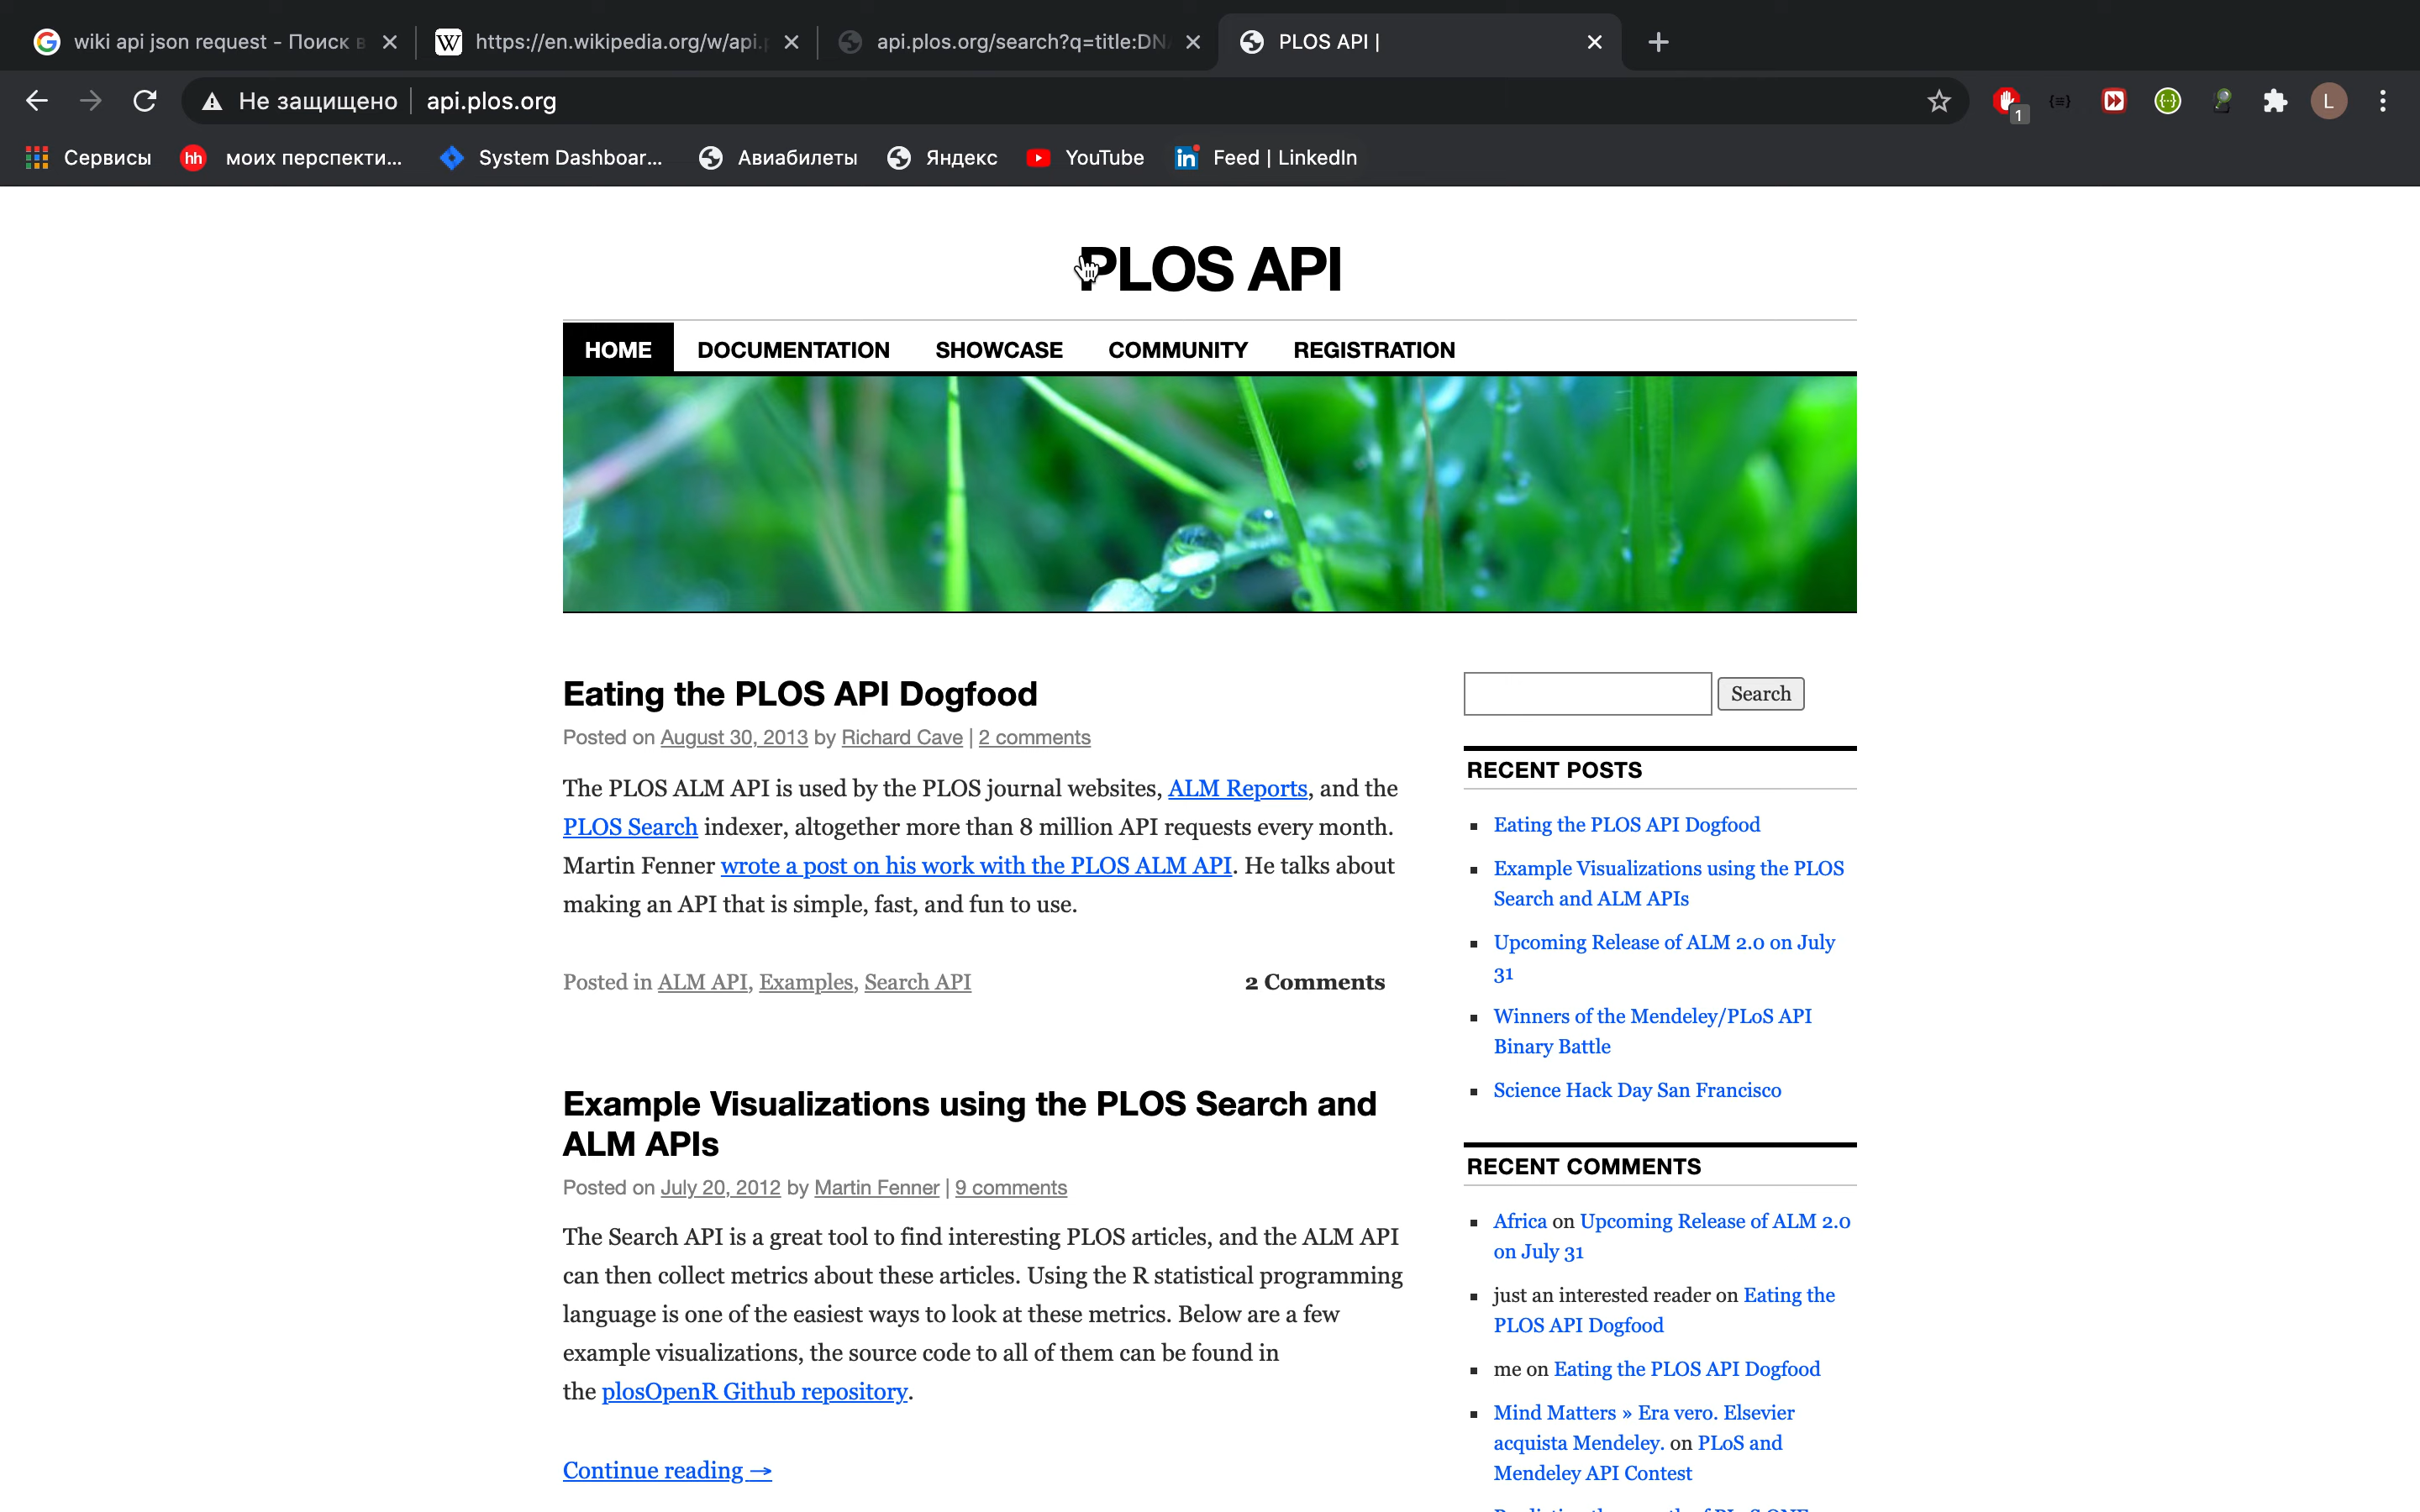 wiki api json request - Поиск в
https://en.wikipedia.org/w/api.p
api.plos.org/search?q=title:DNA
PLOS API |
Не защищено
api.plos.org
1
L
Сервисы
hh
моих перспекти...
System Dashboar...
Авиабилеты
Яндекс
YouTube
Feed | LinkedIn
PLOS API
HOME
DOCUMENTATION
SHOWCASE
COMMUNITY
REGISTRATION
Eating the PLOS API Dogfood
Posted on August 30, 2013 by Richard Cave | 2 comments
The PLOS ALM API is used by the PLOS journal websites, ALM Reports, and the
PLOS Search indexer, altogether more than 8 million API requests every month.
Martin Fenner wrote a post on his work with the PLOS ALM API. He talks about
making an API that is simple, fast, and fun to use.
Posted in ALM API, Examples, Search API
2 Comments
Example Visualizations using the PLOS Search and
ALM APIs
Posted on July 20, 2012 by Martin Fenner | 9 comments
The Search API is a great tool to find interesting PLOS articles, and the ALM API
can then collect metrics about these articles. Using the R statistical programming
language is one of the easiest ways to look at these metrics. Below are a few
example visualizations, the source code to all of them can be found in
the plosOpenR Github repository.
Continue reading →
Search
RECENT POSTS
Eating the PLOS API Dogfood
Example Visualizations using the PLOS
Search and ALM APIs
Upcoming Release of ALM 2.0 on July
31
Winners of the Mendeley/PLoS API
Binary Battle
Science Hack Day San Francisco
RECENT COMMENTS
Africa on Upcoming Release of ALM 2.0
on July 31
just an interested reader on Eating the
PLOS API Dogfood
me on Eating the PLOS API Dogfood
Mind Matters » Era vero. Elsevier
acquista Mendeley. on PLoS and
Mendeley API Contest